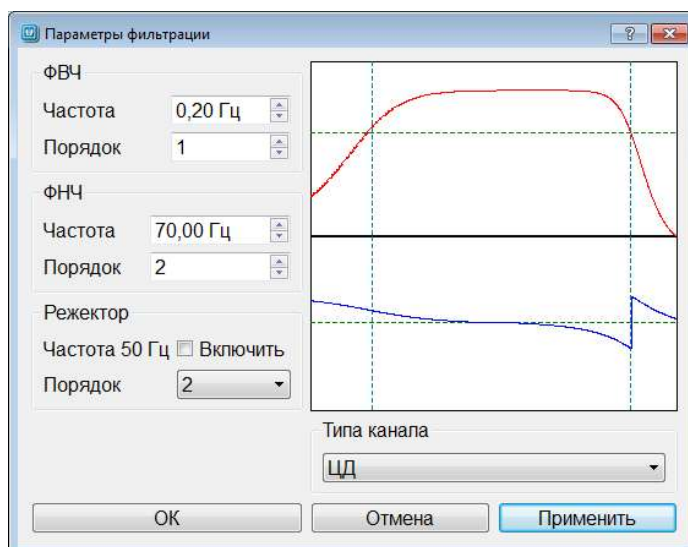 Параметры фильтрации
ФВЧ
Частота 0,20 Гц
Порядок 1
ФНЧ
Частота 70,00 Гц
Порядок 2
Режектор
Частота 50 Гц Включить
Порядок 2
Типа канала
ЦД
ОК Отмена Применить